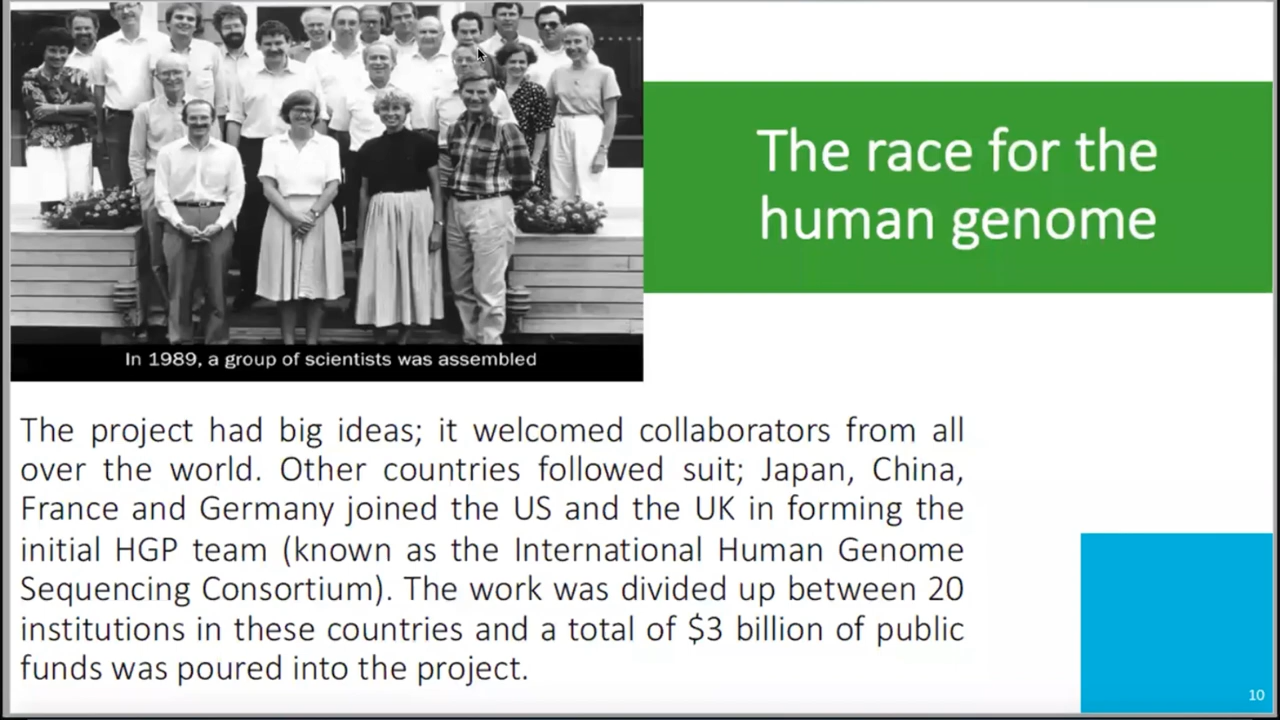 In 1989, a group of scientists was assembled
The race for the
human genome
The project had big ideas; it welcomed collaborators from all
over the world. Other countries followed suit; Japan, China,
France and Germany joined the US and the UK in forming the
initial HGP team (known as the International Human Genome
Sequencing Consortium). The work was divided up between 20
institutions in these countries and a total of $3 billion of public
funds was poured into the project.
10